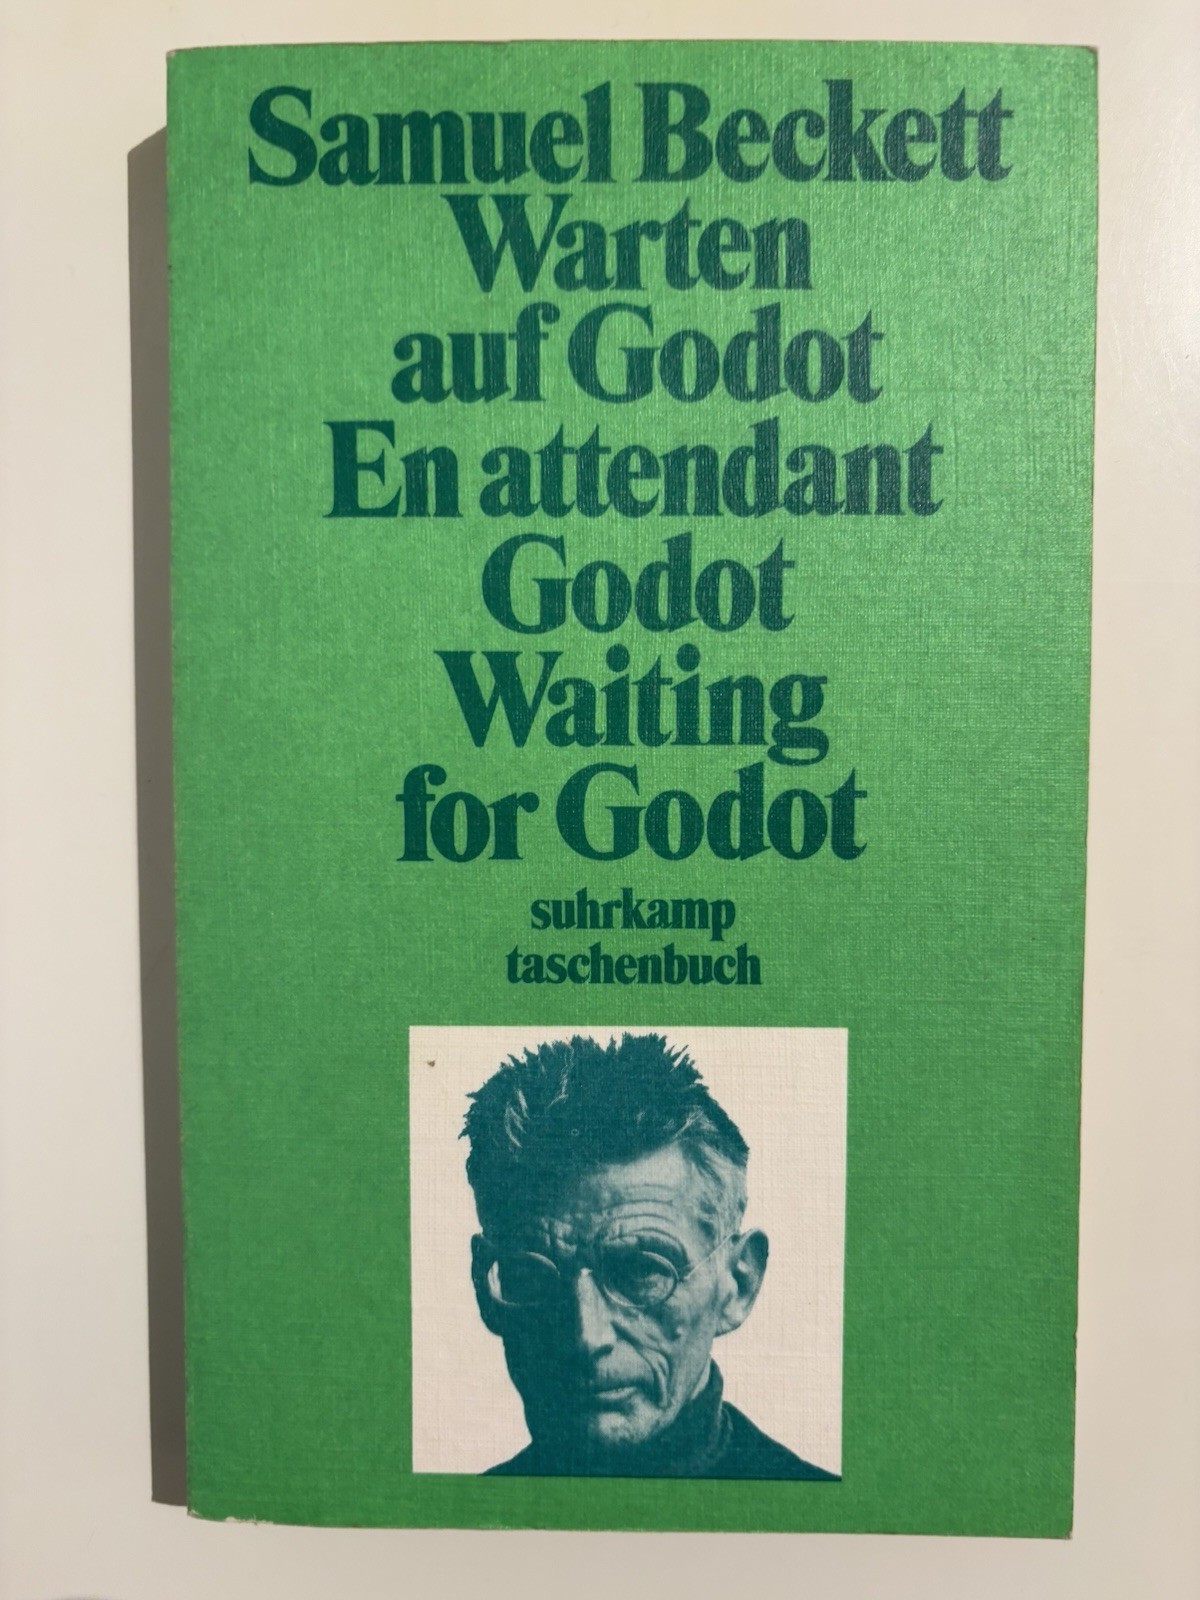 Samuel Beckett
Warten
auf Godot
En attendant
Godot
Waiting
for Godot
suhrkamp
taschenbuch